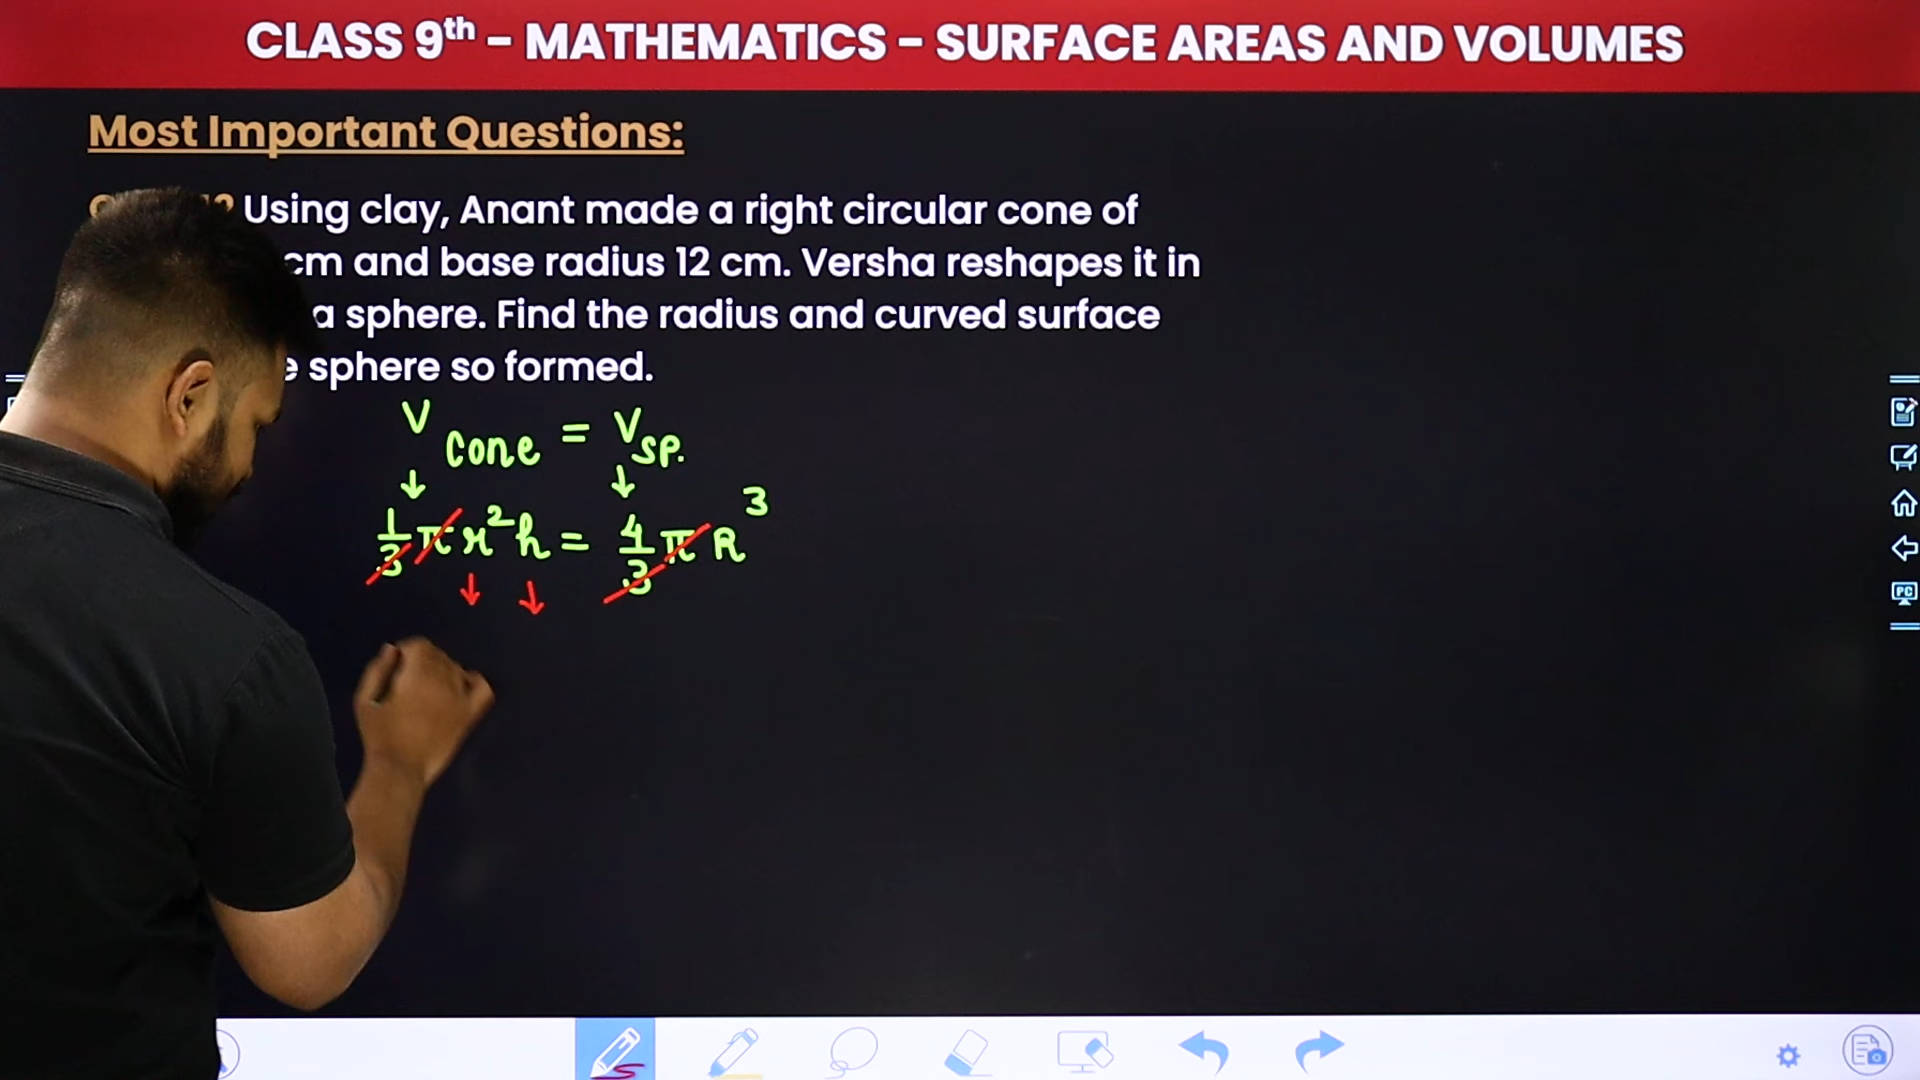 CLASS 9th - MATHEMATICS - SURFACE AREAS AND VOLUMES
Most Important Questions:
Using clay, Anant made a right circular cone of
cm and base radius 12 cm. Versha reshapes it in
a sphere. Find the radius and curved surface
sphere so formed.
V cone = V sp.
↓ ↓
1/3 π r² h = 4/3 π R³
↓ ↓
PC